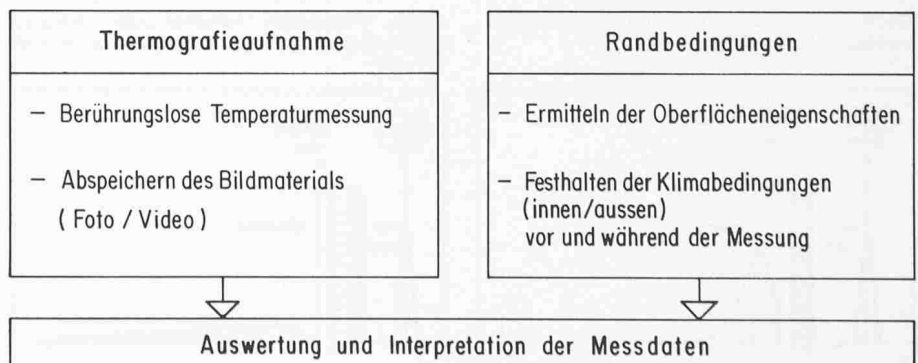 Thermografieaufnahme
– Berührungslose Temperaturmessung
– Abspeichern des Bildmaterials
( Foto / Video )
Randbedingungen
– Ermitteln der Oberflächeneigenschaften
– Festhalten der Klimabedingungen
(innen/aussen)
vor und während der Messung
Auswertung und Interpretation der Messdaten